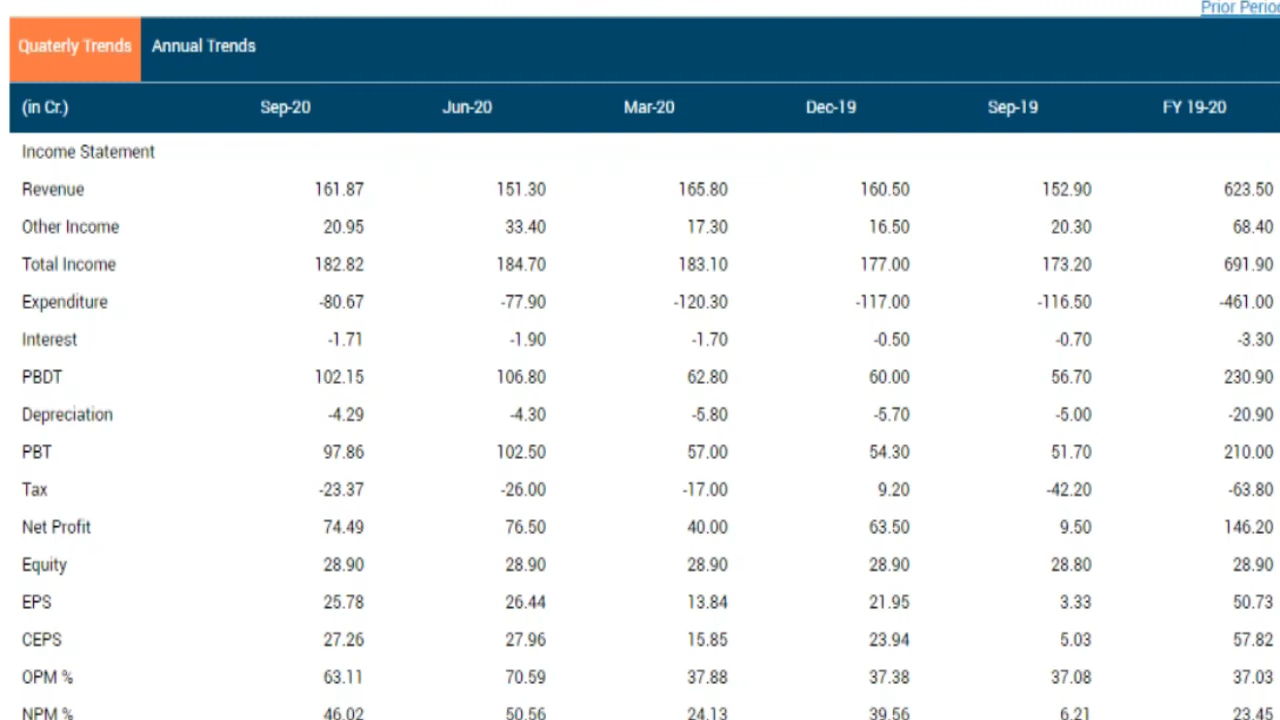 Prior Perio
Quaterly Trends Annual Trends
(in Cr.) Sep-20 Jun-20 Mar-20 Dec-19 Sep-19 FY 19-20
Income Statement
Revenue 161.87 151.30 165.80 160.50 152.90 623.50
Other Income 20.95 33.40 17.30 16.50 20.30 68.40
Total Income 182.82 184.70 183.10 177.00 173.20 691.90
Expenditure -80.67 -77.90 -120.30 -117.00 -116.50 -461.00
Interest -1.71 -1.90 -1.70 -0.50 -0.70 -3.30
PBDT 102.15 106.80 62.80 60.00 56.70 230.90
Depreciation -4.29 -4.30 -5.80 -5.70 -5.00 -20.90
PBT 97.86 102.50 57.00 54.30 51.70 210.00
Tax -23.37 -26.00 -17.00 9.20 -42.20 -63.80
Net Profit 74.49 76.50 40.00 63.50 9.50 146.20
Equity 28.90 28.90 28.90 28.90 28.80 28.90
EPS 25.78 26.44 13.84 21.95 3.33 50.73
CEPS 27.26 27.96 15.85 23.94 5.03 57.82
OPM % 63.11 70.59 37.88 37.38 37.08 37.03
NPM % 46.02 50.56 24.13 39.56 6.21 23.45